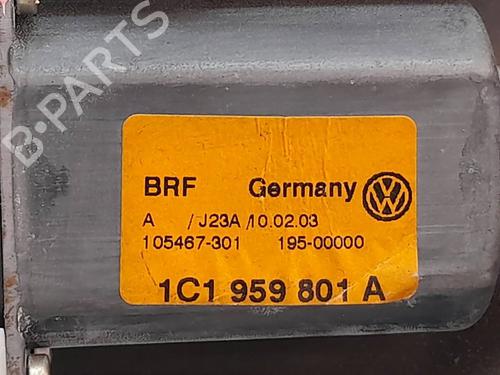 B-PARTS
BRF Germany
A /J23A/10.02.03
105467-301 195-00000
1C1 959 801 A